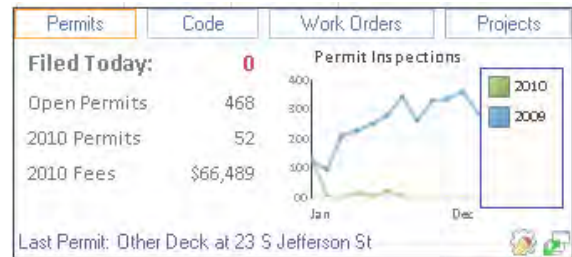 Permits Code Work Orders Projects
Filed Today: 0
Open Permits 468
2010 Permits 52
2010 Fees $66,489
Permit Inspections
400
300
200
100
00
Jan Dec
2010
2009
Last Permit: Other Deck at 23 S Jefferson St